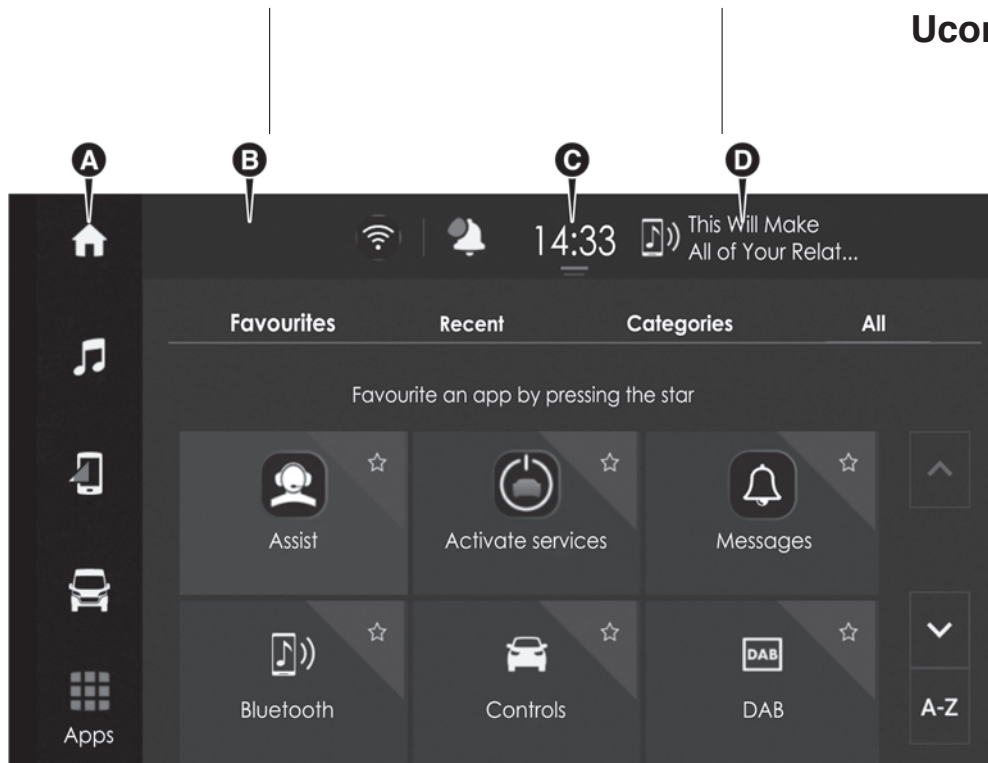 Ucon
A B C D
14:33
This Will Make
All of Your Relat...
Favourites Recent Categories All
Favourite an app by pressing the star
Assist Activate services Messages
Bluetooth Controls DAB DAB
A-Z
Apps